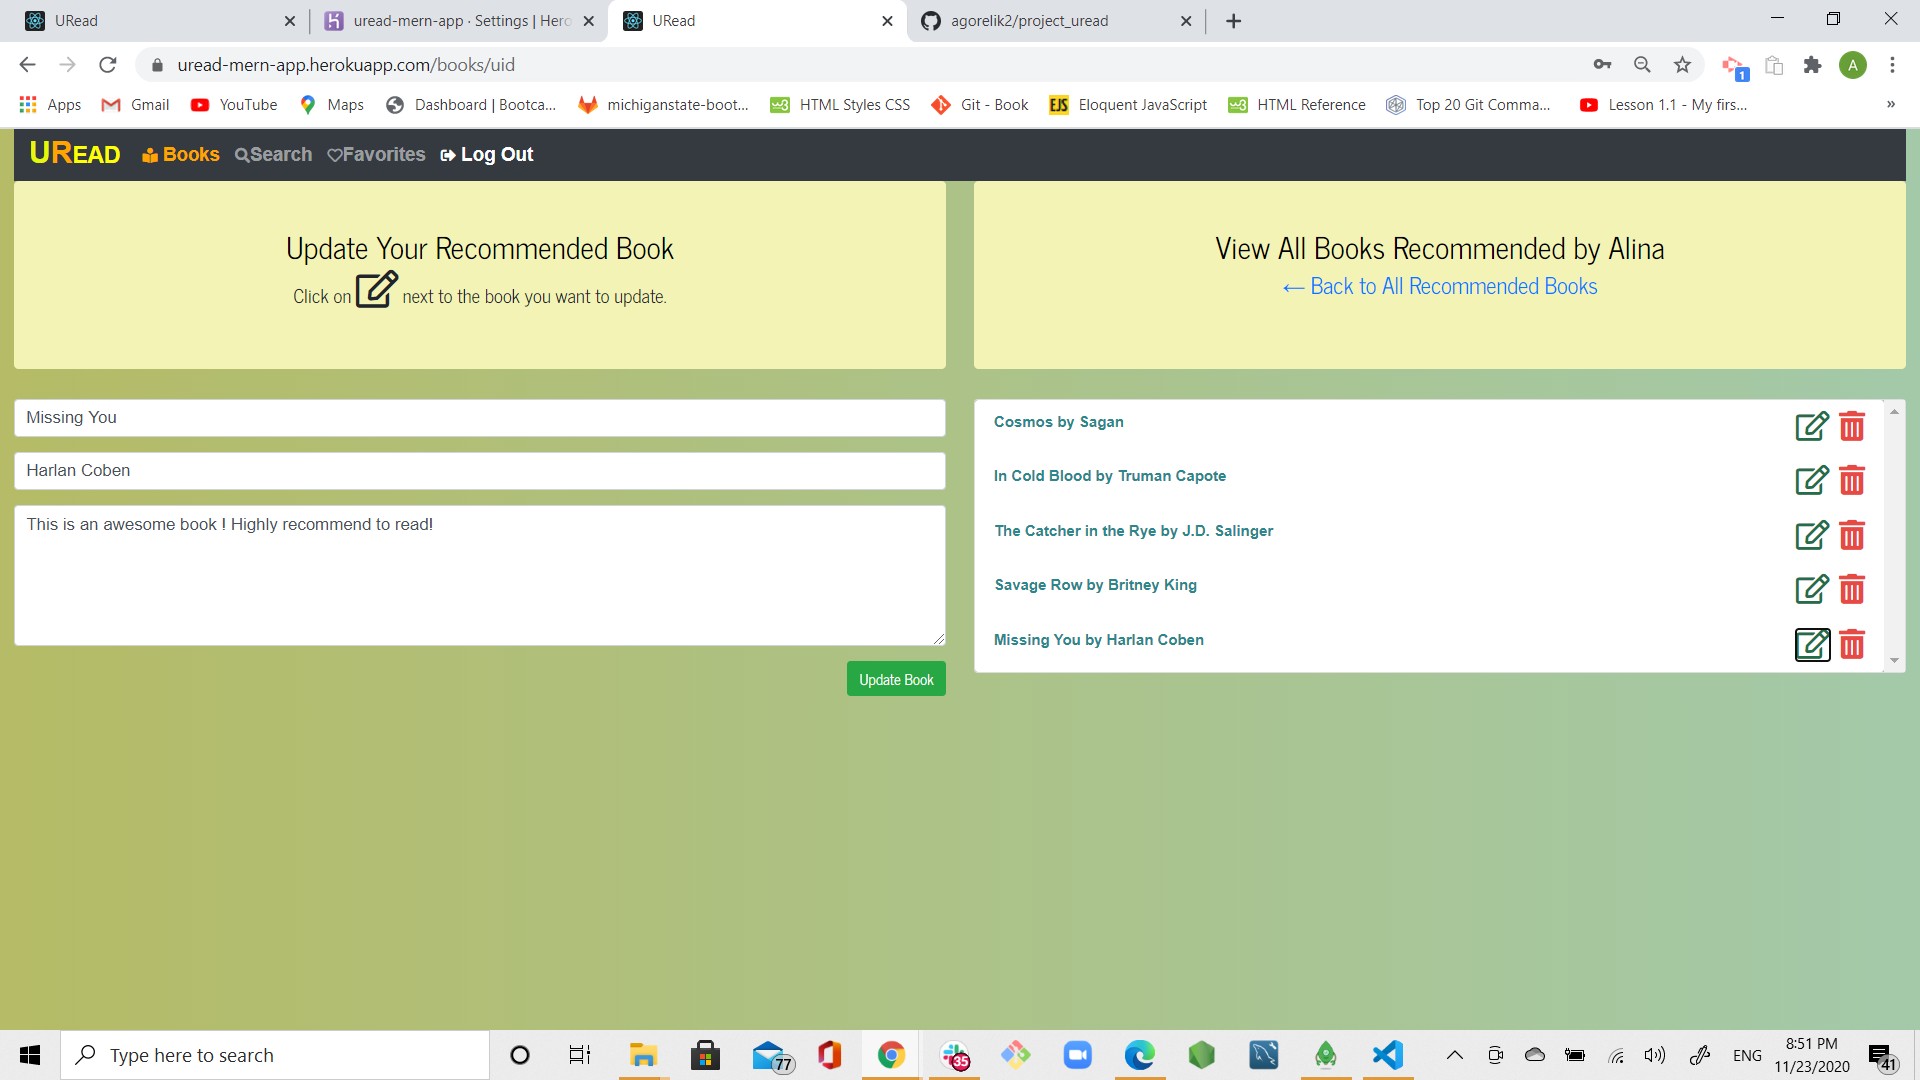 URead
uread-mern-app · Settings | Hero
URead
agorelik2/project_uread
uread-mern-app.herokuapp.com/books/uid
1
A
Apps
Gmail
YouTube
Maps
Dashboard | Bootca...
michiganstate-boot...
HTML Styles CSS
Git - Book
EJS
Eloquent JavaScript
HTML Reference
Top 20 Git Comma...
Lesson 1.1 - My firs...
»
UREAD
Books
Search
Favorites
Log Out
Update Your Recommended Book
Click on next to the book you want to update.
View All Books Recommended by Alina
← Back to All Recommended Books
Missing You
Harlan Coben
This is an awesome book ! Highly recommend to read!
Update Book
Cosmos by Sagan
In Cold Blood by Truman Capote
The Catcher in the Rye by J.D. Salinger
Savage Row by Britney King
Missing You by Harlan Coben
Type here to search
77
35
ENG
8:51 PM
11/23/2020
41